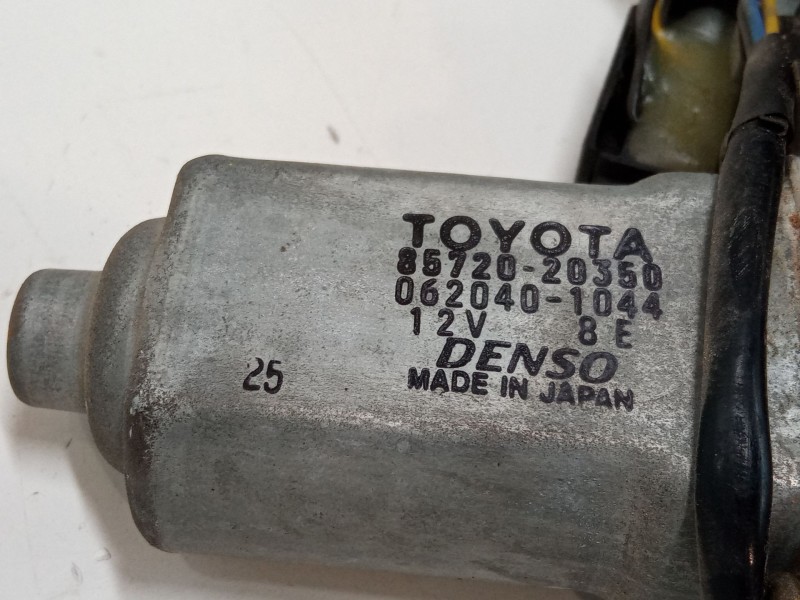 TOYOTA
85720-20350
062040-1044
12V 8E
DENSO
MADE IN JAPAN
25